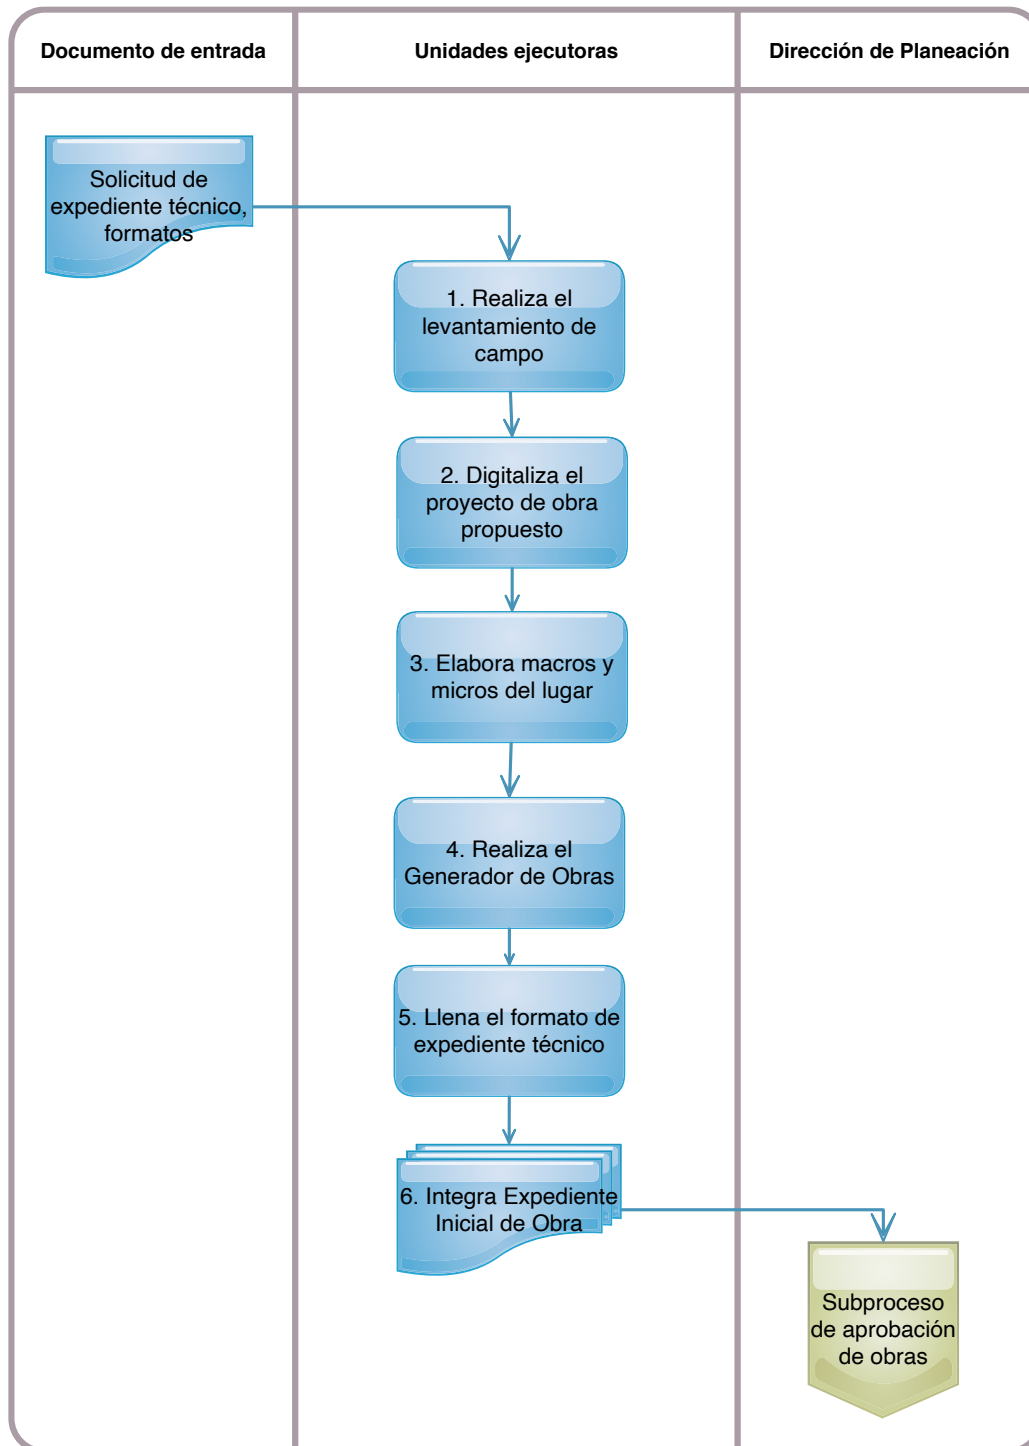 Documento de entrada
Unidades ejecutoras
Dirección de Planeación
Solicitud de
expediente técnico,
formatos
1. Realiza el
levantamiento de
campo
2. Digitaliza el
proyecto de obra
propuesto
3. Elabora macros y
micros del lugar
4. Realiza el
Generador de Obras
5. Llena el formato de
expediente técnico
6. Integra Expediente
Inicial de Obra
Subproceso
de aprobación
de obras